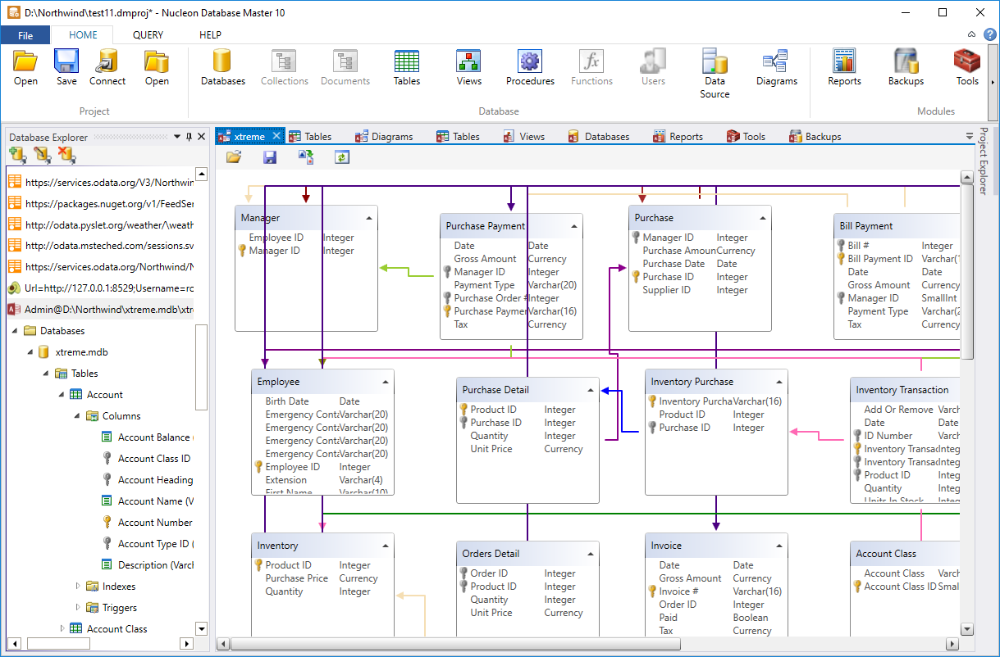 D:\Northwind\test11.dmproj* - Nucleon Database Master 10
File HOME QUERY HELP
Open Save Connect Open Databases Collections Documents Tables Views Procedures Functions Users Data Source Diagrams Reports Backups Tools
Project Database Modules
Database Explorer
xtreme Tables Diagrams Tables Views Databases Reports Tools Backups
Project Explorer
https://services.odata.org/V3/Northwin
https://packages.nuget.org/v1/FeedSer
http://odata.pyslet.org/weather/\weath
http://odata.msteched.com/sessions.sv
https://services.odata.org/Northwind/N
Url=http://127.0.0.1:8529;Username=ro
Admin@D:\Northwind\xtreme.mdb\xtr
Databases
xtreme.mdb
Tables
Account
Columns
Account Balance (
Account Class ID
Account Heading
Account Name (V
Account Number
Account Type ID (
Description (Varch
Indexes
Triggers
Account Class
Manager
Employee ID Integer
Manager ID Integer
Purchase Payment
Date Date
Gross Amount Currency
Manager ID Integer
Payment Type Varchar(20)
Purchase Order # Integer
Purchase Paymen Varchar(16)
Tax Currency
Purchase
Manager ID Integer
Purchase Amoun Currency
Purchase Date Date
Purchase ID Integer
Supplier ID Integer
Bill Payment
Bill # Integer
Bill Payment ID Varchar(1
Date Date
Gross Amount Currency
Manager ID SmallInt
Payment Type Varchar(2
Tax Currency
Employee
Birth Date Date
Emergency Conta Varchar(20)
Emergency Conta Varchar(20)
Emergency Conta Varchar(20)
Emergency Conta Varchar(20)
Employee ID Integer
Extension Varchar(4)
First Name Varchar(10)
Purchase Detail
Product ID Integer
Purchase ID Integer
Quantity Integer
Unit Price Currency
Inventory Purchase
Inventory Purcha Varchar(16)
Product ID Integer
Purchase ID Integer
Inventory Transaction
Add Or Remove Varch
Date Date
ID Number Varch
Inventory Transac Integ
Inventory Transac Integ
Product ID Integ
Quantity Integ
Units In Stock Integ
Inventory
Product ID Integer
Purchase Price Currency
Quantity Integer
Orders Detail
Order ID Integer
Product ID Integer
Quantity Integer
Unit Price Currency
Invoice
Date Date
Gross Amount Currency
Invoice # Varchar(16)
Order ID Integer
Paid Boolean
Tax Currency
Account Class
Account Class Varch
Account Class ID Smal